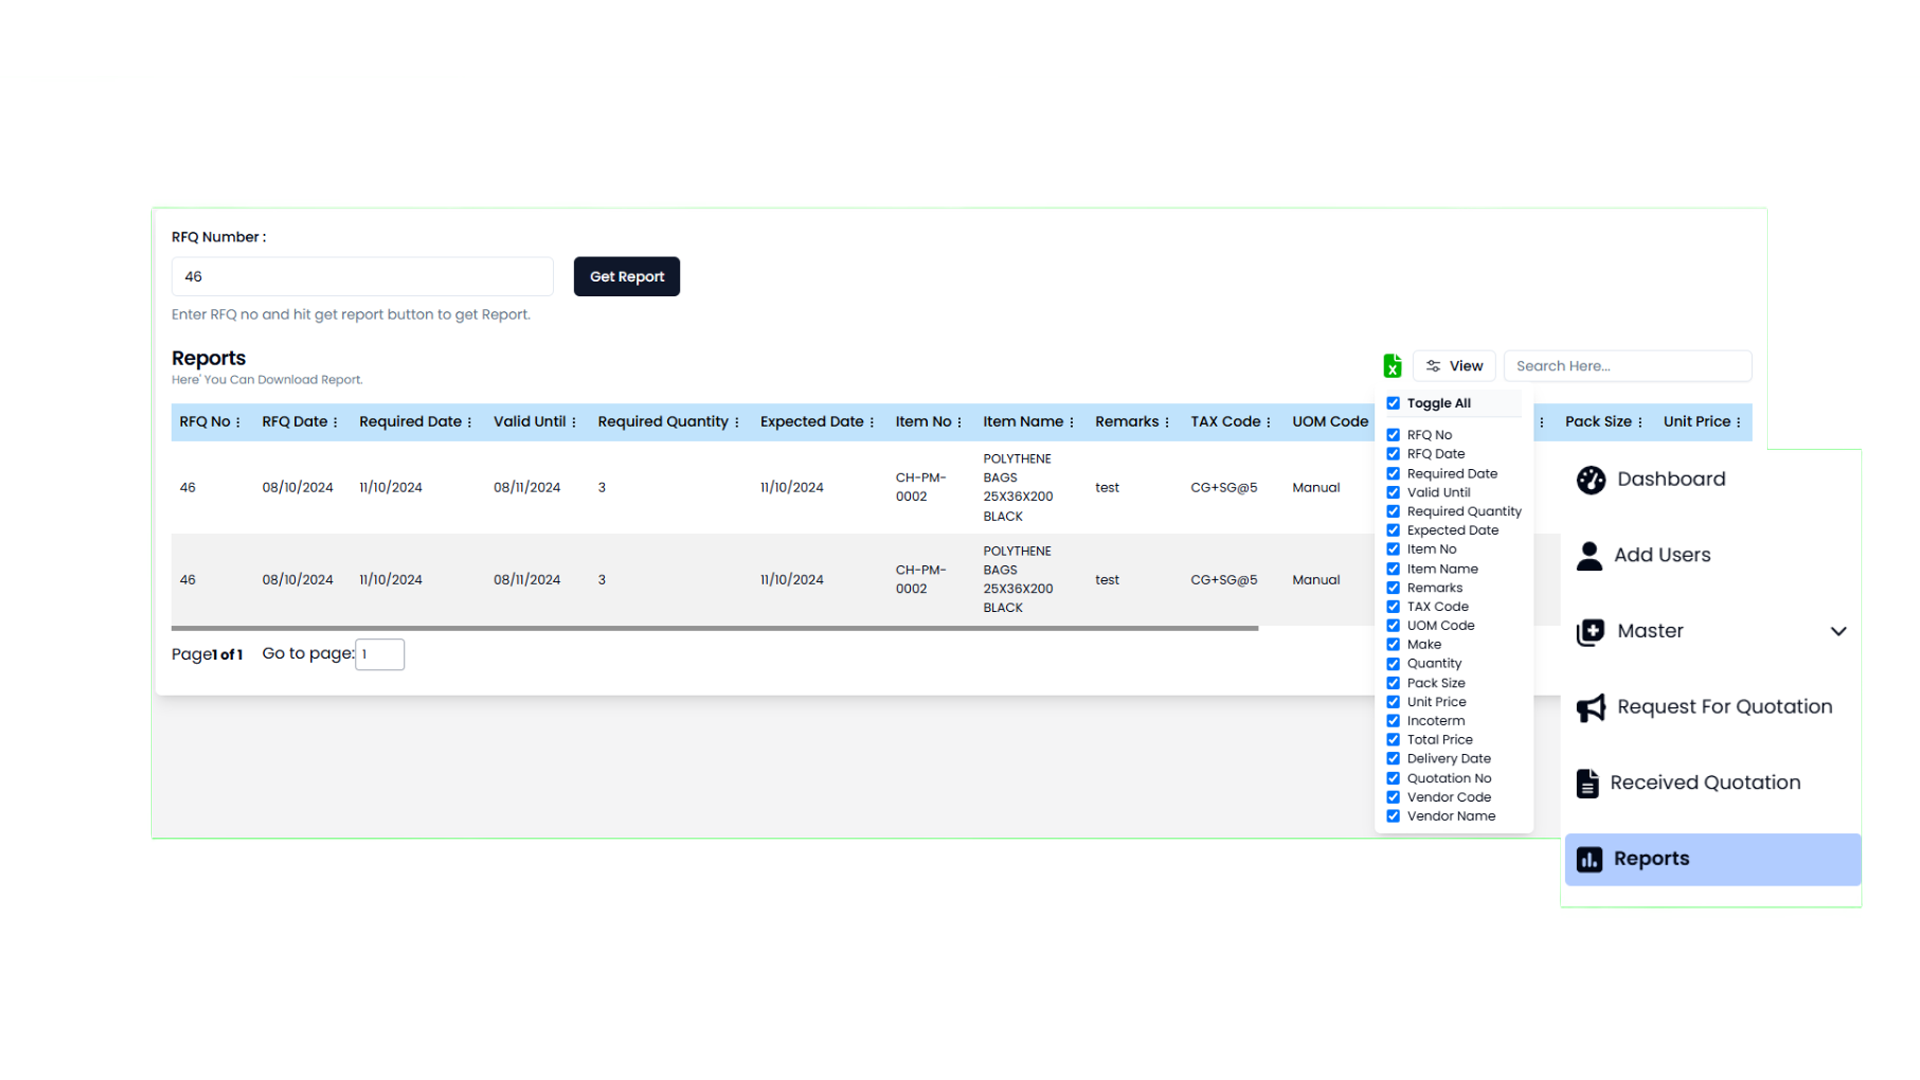 RFQ Number :
46
Get Report
Enter RFQ no and hit get report button to get Report.
Reports
Here' You Can Download Report.
View
Search Here...
RFQ No RFQ Date Required Date Valid Until Required Quantity Expected Date Item No Item Name Remarks TAX Code UOM Code Pack Size Unit Price
46 08/10/2024 11/10/2024 08/11/2024 3 11/10/2024 CH-PM-
0002
POLYTHENE
BAGS
25X36X200
BLACK
test CG+SG@5 Manual
46 08/10/2024 11/10/2024 08/11/2024 3 11/10/2024 CH-PM-
0002
POLYTHENE
BAGS
25X36X200
BLACK
test CG+SG@5 Manual
Page1 of 1 Go to page: 1
Toggle All
RFQ No
RFQ Date
Required Date
Valid Until
Required Quantity
Expected Date
Item No
Item Name
Remarks
TAX Code
UOM Code
Make
Quantity
Pack Size
Unit Price
Incoterm
Total Price
Delivery Date
Quotation No
Vendor Code
Vendor Name
Dashboard
Add Users
Master
Request For Quotation
Received Quotation
Reports